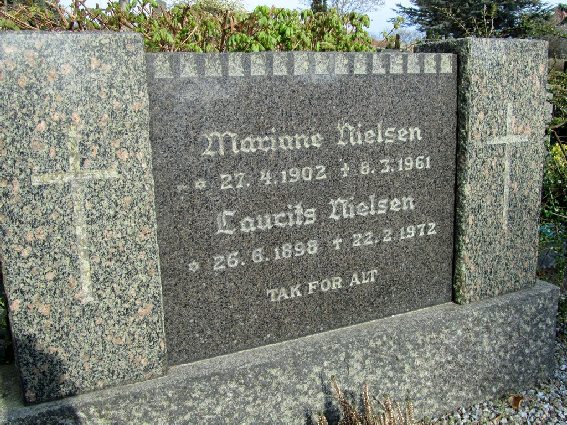 Mariane Nielsen
¤ 27.4.1902 ✝ 8.3.1961
Laurits Nielsen
¤ 26.6.1898 ✝ 22.2.1972
TAK FOR ALT